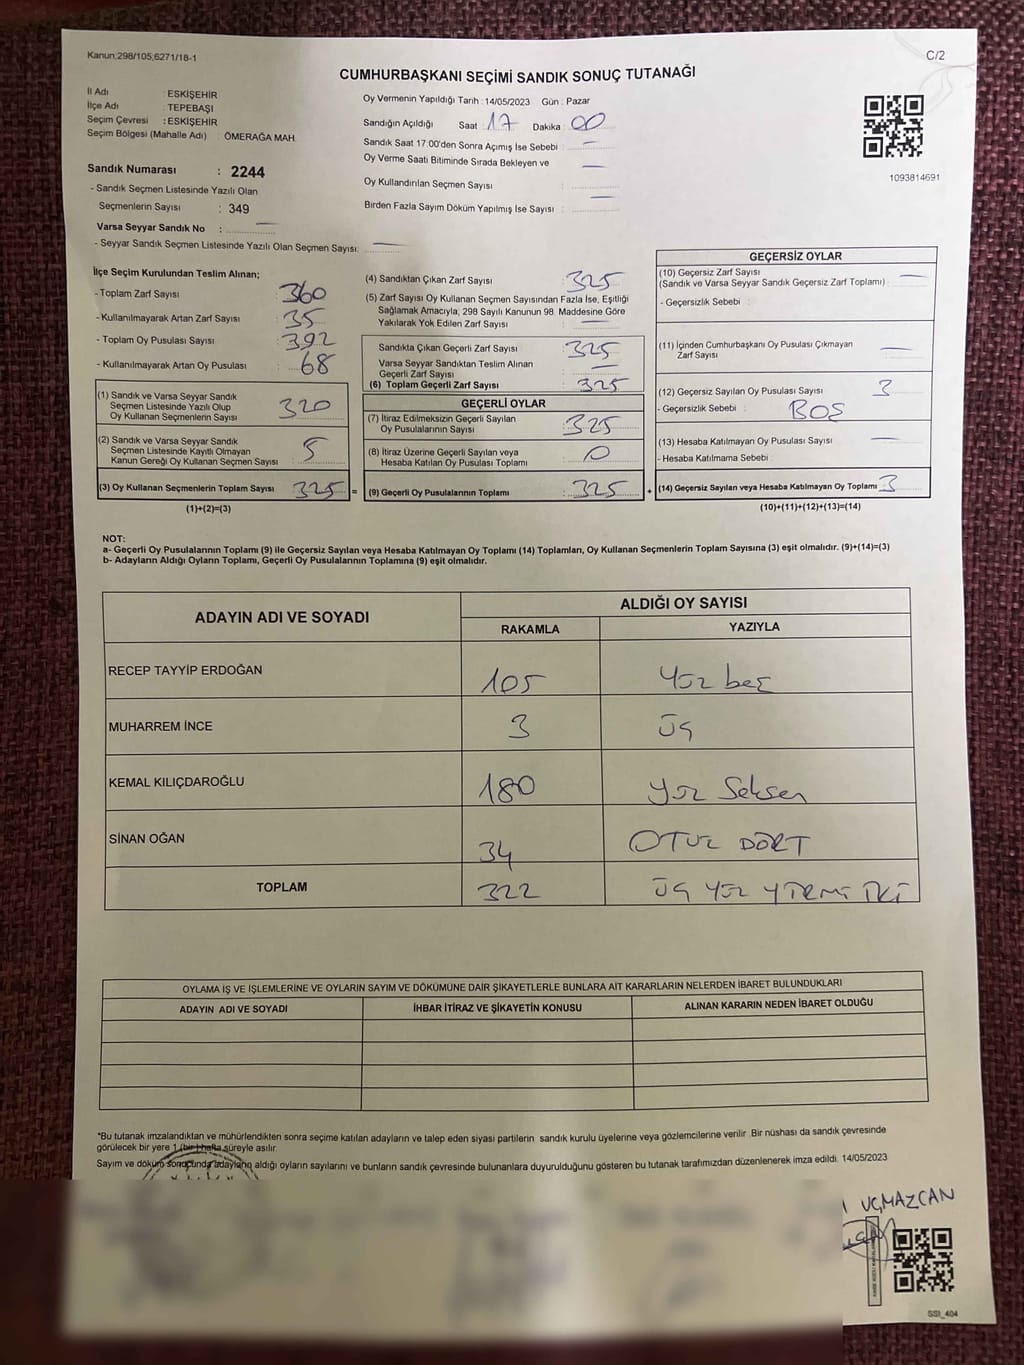 Kanun;298/105;6271/18-1
C/2
CUMHURBAŞKANI SEÇİMİ SANDIK SONUÇ TUTANAĞI
İl Adı : ESKİŞEHİR
İlçe Adı : TEPEBAŞI
Seçim Çevresi : ESKİŞEHİR
Seçim Bölgesi (Mahalle Adı) : ÖMERAĞA MAH.
Sandık Numarası : 2244
- Sandık Seçmen Listesinde Yazılı Olan
Seçmenlerin Sayısı : 349
Varsa Seyyar Sandık No : —
- Seyyar Sandık Seçmen Listesinde Yazılı Olan Seçmen Sayısı: —
Oy Vermenin Yapıldığı Tarih : 14/05/2023 Gün : Pazar
Sandığın Açıldığı Saat : 17 Dakika : 00
Sandık Saat 17:00'den Sonra Açımış İse Sebebi : —
Oy Verme Saati Bitiminde Sırada Bekleyen ve
Oy Kullandırılan Seçmen Sayısı : —
Birden Fazla Sayım Döküm Yapılmış İse Sayısı : —
1093814691
İlçe Seçim Kurulundan Teslim Alınan;
- Toplam Zarf Sayısı : 360
- Kullanılmayarak Artan Zarf Sayısı : 35
- Toplam Oy Pusulası Sayısı : 392
- Kullanılmayarak Artan Oy Pusulası : 68
(1) Sandık ve Varsa Seyyar Sandık
Seçmen Listesinde Yazılı Olup
Oy Kullanan Seçmenlerin Sayısı : 320
(2) Sandık ve Varsa Seyyar Sandık
Seçmen Listesinde Kayıtlı Olmayan
Kanun Gereği Oy Kullanan Seçmen Sayısı : 5
(3) Oy Kullanan Seçmenlerin Toplam Sayısı : 325 =
(1)+(2)=(3)
(4) Sandıktan Çıkan Zarf Sayısı : 325
(5) Zarf Sayısı Oy Kullanan Seçmen Sayısından Fazla İse, Eşitliği
Sağlamak Amacıyla, 298 Sayılı Kanunun 98. Maddesine Göre
Yakılarak Yok Edilen Zarf Sayısı : —
Sandıkta Çıkan Geçerli Zarf Sayısı : 325
Varsa Seyyar Sandıktan Teslim Alınan
Geçerli Zarf Sayısı : —
(6) Toplam Geçerli Zarf Sayısı : 325
GEÇERLİ OYLAR
(7) İtiraz Edilmeksizin Geçerli Sayılan
Oy Pusulalarının Sayısı : 325
(8) İtiraz Üzerine Geçerli Sayılan veya
Hesaba Katılan Oy Pusulaları Toplamı : 0
(9) Geçerli Oy Pusulalarının Toplamı : 325 +
GEÇERSİZ OYLAR
(10) Geçersiz Zarf Sayısı
(Sandık ve Varsa Seyyar Sandık Geçersiz Zarf Toplamı) : —
- Geçersizlik Sebebi :
(11) İçinden Cumhurbaşkanı Oy Pusulası Çıkmayan
Zarf Sayısı : —
(12) Geçersiz Sayılan Oy Pusulası Sayısı : 3
- Geçersizlik Sebebi : BOŞ
(13) Hesaba Katılmayan Oy Pusulası Sayısı : —
- Hesaba Katılmama Sebebi :
(14) Geçersiz Sayılan veya Hesaba Katılmayan Oy Toplamı : 3
(10)+(11)+(12)+(13)=(14)
NOT:
a- Geçerli Oy Pusulalarının Toplamı (9) ile Geçersiz Sayılan veya Hesaba Katılmayan Oy Toplamı (14) Toplamları, Oy Kullanan Seçmenlerin Toplam Sayısına (3) eşit olmalıdır. (9)+(14)=(3)
b- Adayların Aldığı Oyların Toplamı, Geçerli Oy Pusulalarının Toplamına (9) eşit olmalıdır.
ADAYIN ADI VE SOYADI
ALDIĞI OY SAYISI
RAKAMLA YAZIYLA
RECEP TAYYİP ERDOĞAN 105 Yüz beş
MUHARREM İNCE 3 Üç
KEMAL KILIÇDAROĞLU 180 Yüz Seksen
SİNAN OĞAN 34 OTUZ DÖRT
TOPLAM 322 ÜÇ YÜZ YİRMİ İKİ
OYLAMA İŞ VE İŞLEMLERİNE VE OYLARIN SAYIM VE DÖKÜMÜNE DAİR ŞİKAYETLERLE BUNLARA AİT KARARLARIN NELERDEN İBARET BULUNDUKLARI
ADAYIN ADI VE SOYADI İHBAR İTİRAZ VE ŞİKAYETİN KONUSU ALINAN KARARIN NEDEN İBARET OLDUĞU
*Bu tutanak imzalandıktan ve mühürlendikten sonra seçime katılan adayların ve talep eden siyasi partilerin sandık kurulu üyelerine veya gözlemcilerine verilir. Bir nüshası da sandık çevresinde
görülecek bir yere 1 (bir) hafta süreyle asılır.
Sayım ve döküm sonucunda adayların aldığı oyların sayılarını ve bunların sandık çevresinde bulunanlara duyurulduğunu gösteren bu tutanak tarafımızdan düzenlenerek imza edildi. 14/05/2023
UÇMAZCAN
SSI_404